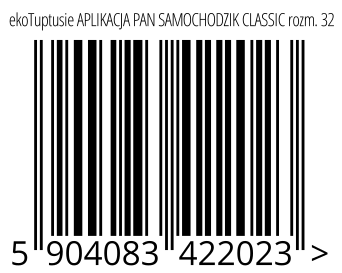 ekoTuptusie APLIKACJA PAN SAMOCHODZIK CLASSIC rozm. 32
5 904083 422023 >